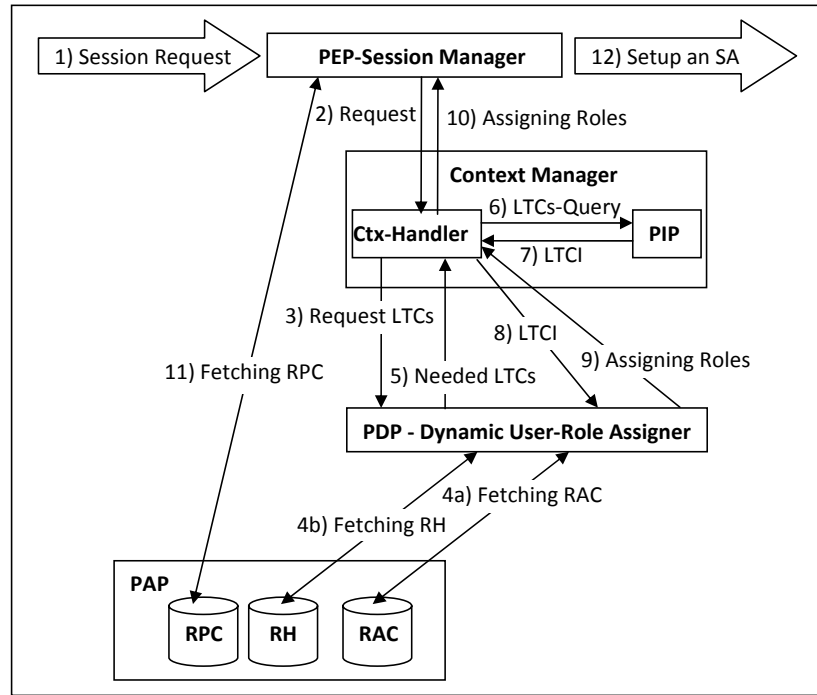 1) Session Request
PEP-Session Manager
12) Setup an SA
2) Request
10) Assigning Roles
Context Manager
6) LTCs-Query
Ctx-Handler
PIP
7) LTCI
3) Request LTCs
8) LTCI
9) Assigning Roles
11) Fetching RPC
5) Needed LTCs
PDP - Dynamic User-Role Assigner
4a) Fetching RAC
4b) Fetching RH
PAP
RPC
RH
RAC